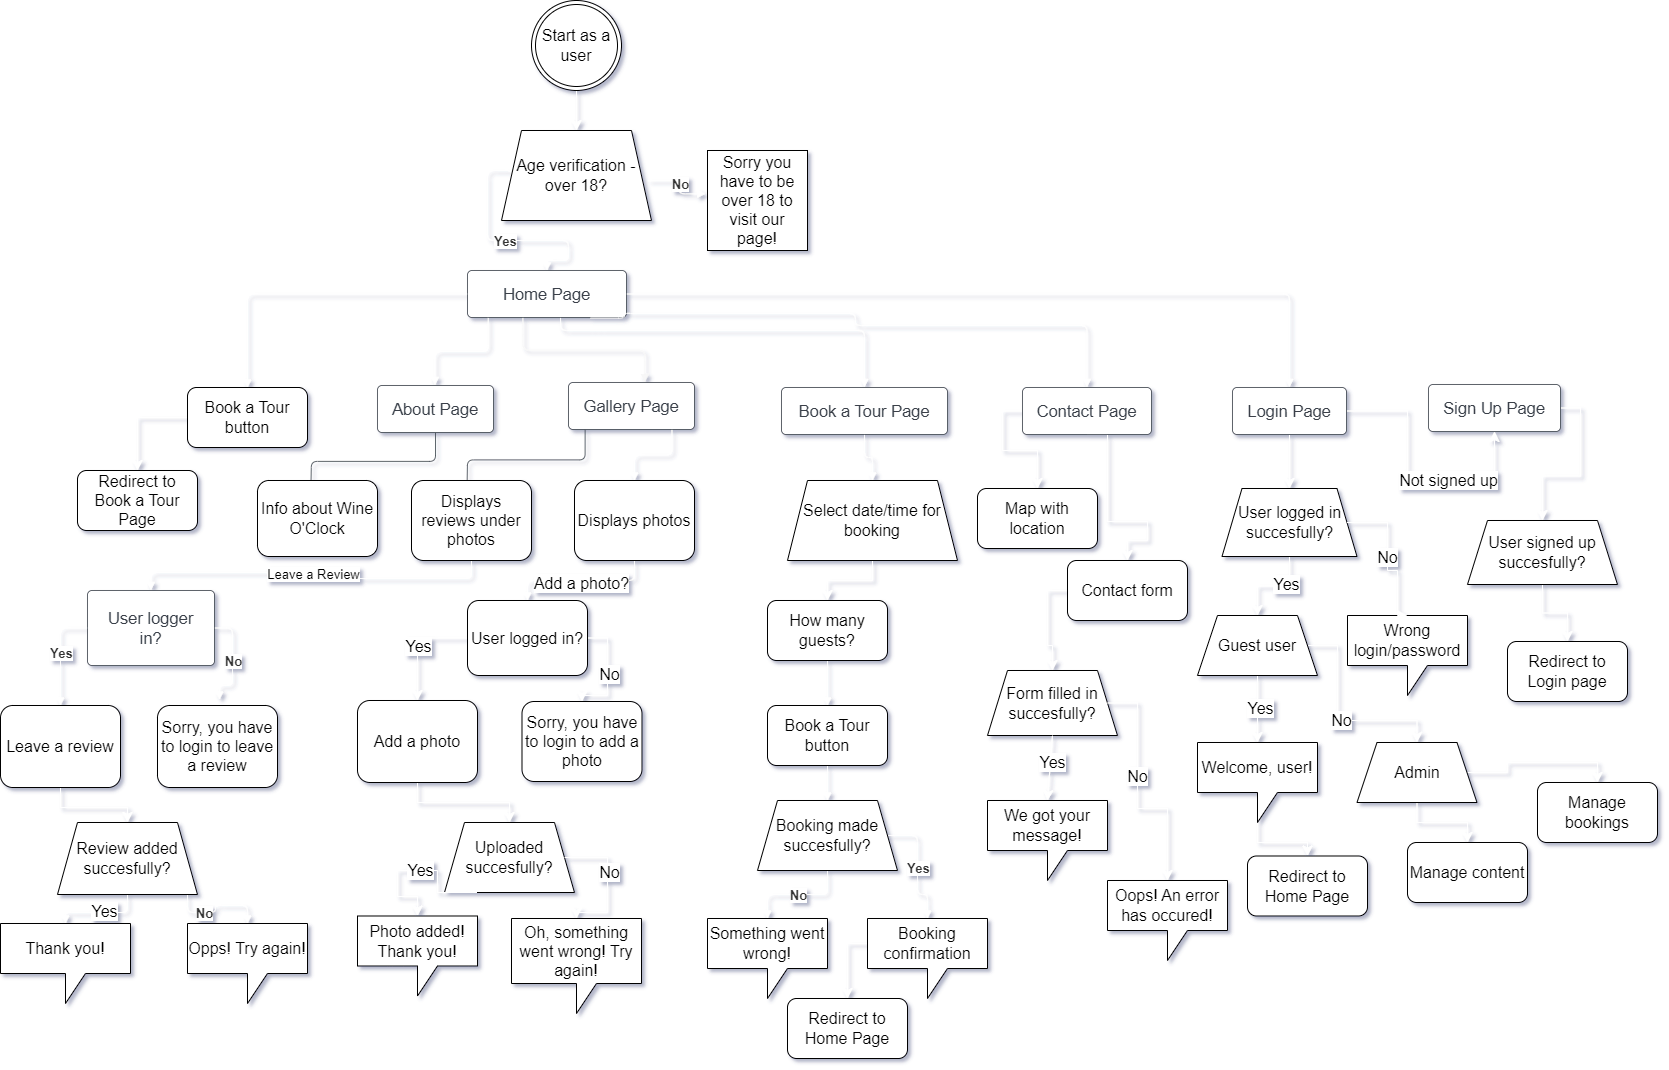 Start as a
user
Age verification -
over 18?
No
Sorry you
have to be
over 18 to
visit our
page!
Yes
Home Page
Book a Tour
button
About Page
Gallery Page
Book a Tour Page
Contact Page
Login Page
Sign Up Page
Redirect to
Book a Tour
Page
Info about Wine
O'Clock
Displays
reviews under
photos
Displays photos
Select date/time for
booking
Map with
location
User logged in
succesfully?
Not signed up
User signed up
succesfully?
Leave a Review
Add a photo?
Contact form
Yes
No
User logger
in?
Yes
No
User logged in?
Yes
No
How many
guests?
Guest user
Wrong
login/password
Redirect to
Login page
Leave a review
Sorry, you have
to login to leave
a review
Add a photo
Sorry, you have
to login to add a
photo
Book a Tour
button
Form filled in
succesfully?
Yes
No
Yes
No
Welcome, user!
Admin
Manage
bookings
Review added
succesfully?
Uploaded
succesfully?
Booking made
succesfully?
We got your
message!
Manage content
Redirect to
Home Page
Yes
No
Yes
No
No
Yes
Oops! An error
has occured!
Thank you!
Opps! Try again!
Photo added!
Thank you!
Oh, something
went wrong! Try
again!
Something went
wrong!
Booking
confirmation
Redirect to
Home Page